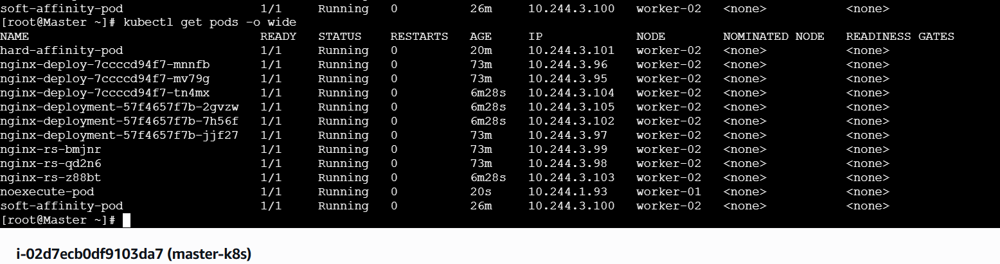 soft-affinity-pod 1/1 Running 0 26m 10.244.3.100 worker-02 <none> <none>
[root@Master ~]# kubectl get pods -o wide
NAME READY STATUS RESTARTS AGE IP NODE NOMINATED NODE READINESS GATES
hard-affinity-pod 1/1 Running 0 20m 10.244.3.101 worker-02 <none> <none>
nginx-deploy-7ccccd94f7-mnnfb 1/1 Running 0 73m 10.244.3.96 worker-02 <none> <none>
nginx-deploy-7ccccd94f7-mv79g 1/1 Running 0 73m 10.244.3.95 worker-02 <none> <none>
nginx-deploy-7ccccd94f7-tn4mx 1/1 Running 0 6m28s 10.244.3.104 worker-02 <none> <none>
nginx-deployment-57f4657f7b-2gvzw 1/1 Running 0 6m28s 10.244.3.105 worker-02 <none> <none>
nginx-deployment-57f4657f7b-7h56f 1/1 Running 0 6m28s 10.244.3.102 worker-02 <none> <none>
nginx-deployment-57f4657f7b-jjf27 1/1 Running 0 73m 10.244.3.97 worker-02 <none> <none>
nginx-rs-bmjnr 1/1 Running 0 73m 10.244.3.99 worker-02 <none> <none>
nginx-rs-qd2n6 1/1 Running 0 73m 10.244.3.98 worker-02 <none> <none>
nginx-rs-z88bt 1/1 Running 0 6m28s 10.244.3.103 worker-02 <none> <none>
noexecute-pod 1/1 Running 0 20s 10.244.1.93 worker-01 <none> <none>
soft-affinity-pod 1/1 Running 0 26m 10.244.3.100 worker-02 <none> <none>
[root@Master ~]#
i-02d7ecb0df9103da7 (master-k8s)